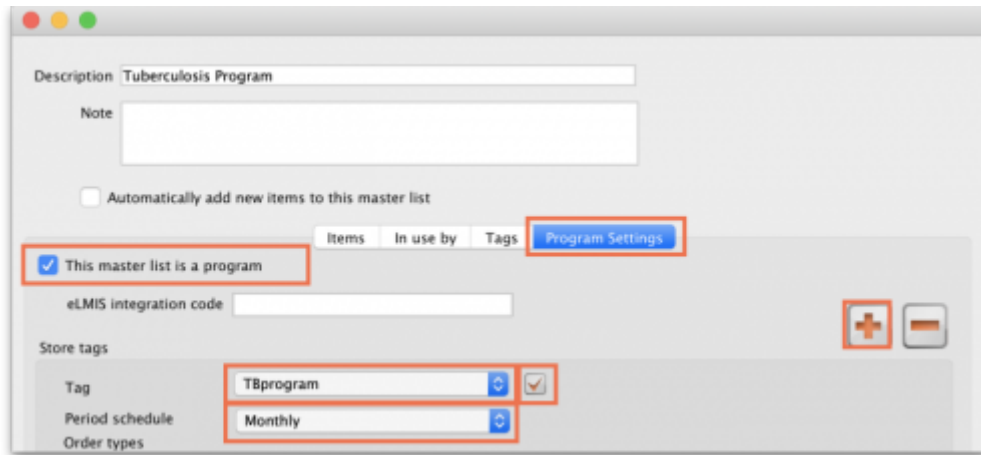 Description Tuberculosis Program
Note
Automatically add new items to this master list
Items In use by Tags Program Settings
This master list is a program
eLMIS integration code
Store tags
Tag TBprogram
Period schedule Monthly
Order types